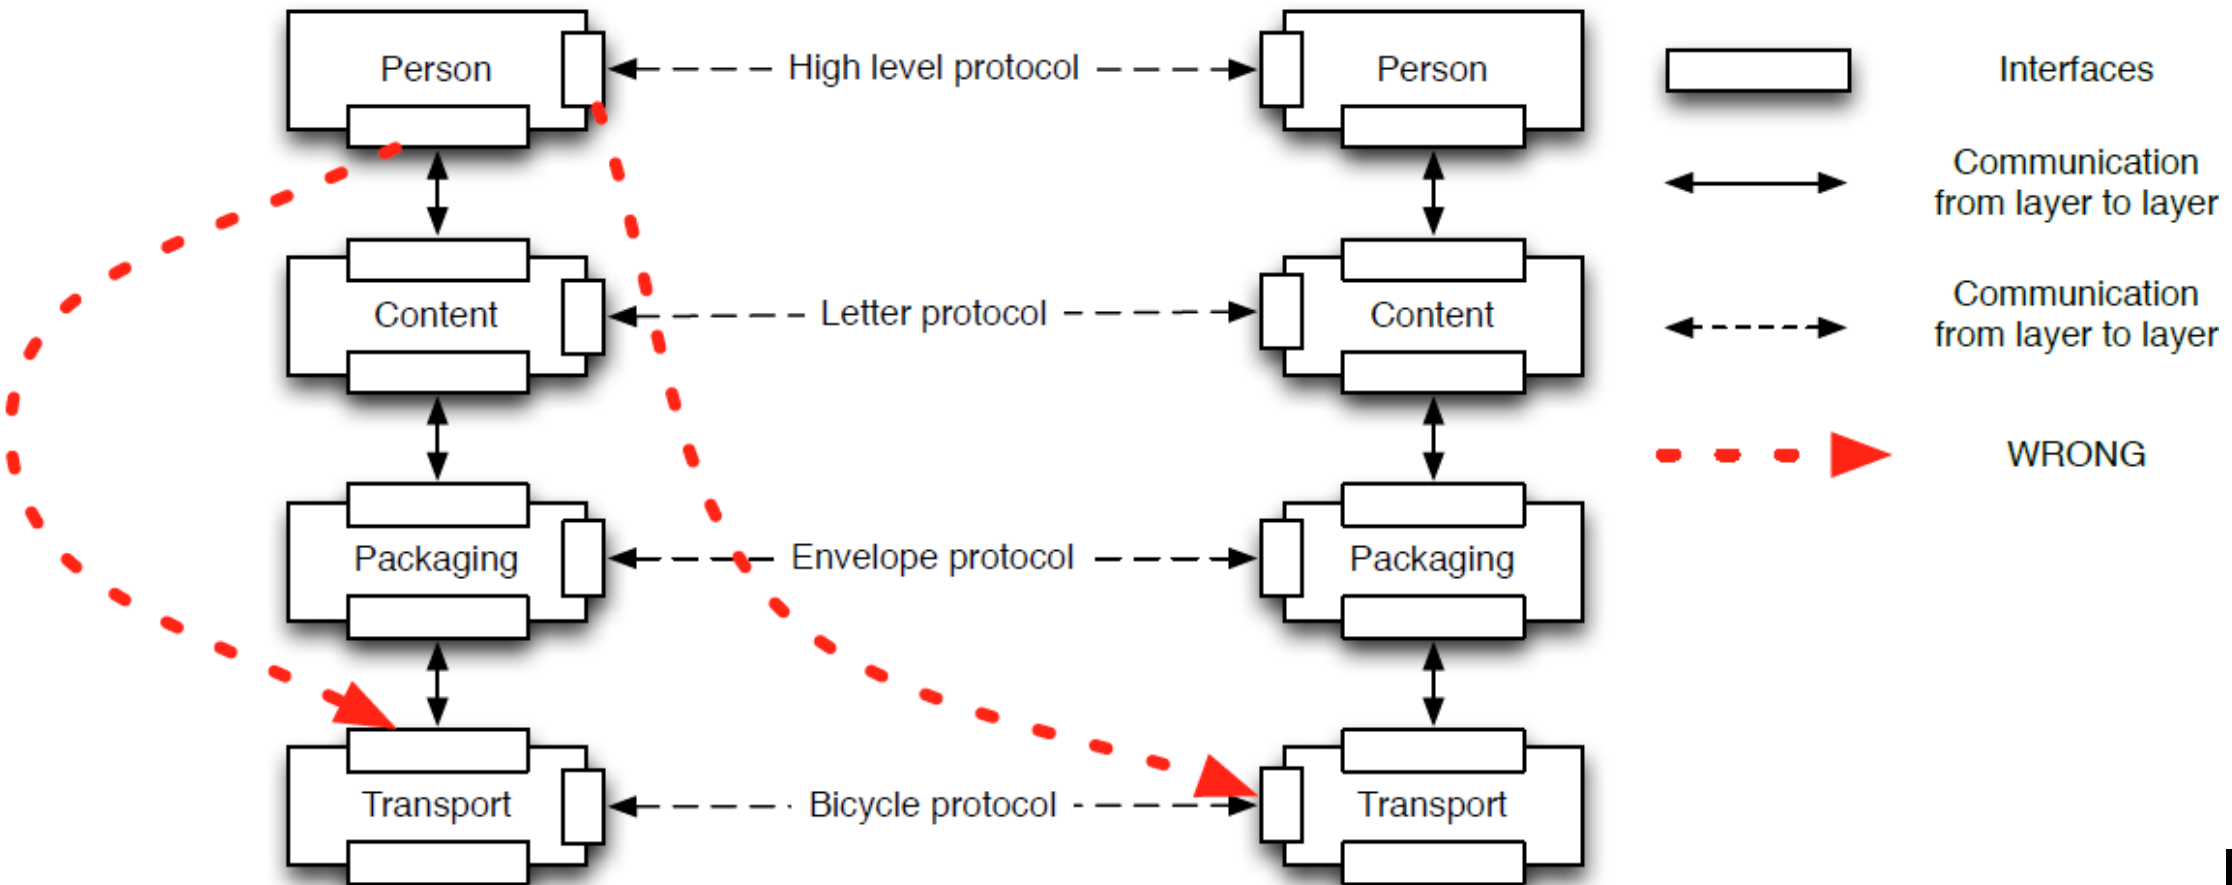 Person
High level protocol
Person
Interfaces
Communication
from layer to layer
Content
Letter protocol
Content
Communication
from layer to layer
WRONG
Packaging
Envelope protocol
Packaging
Transport
Bicycle protocol
Transport